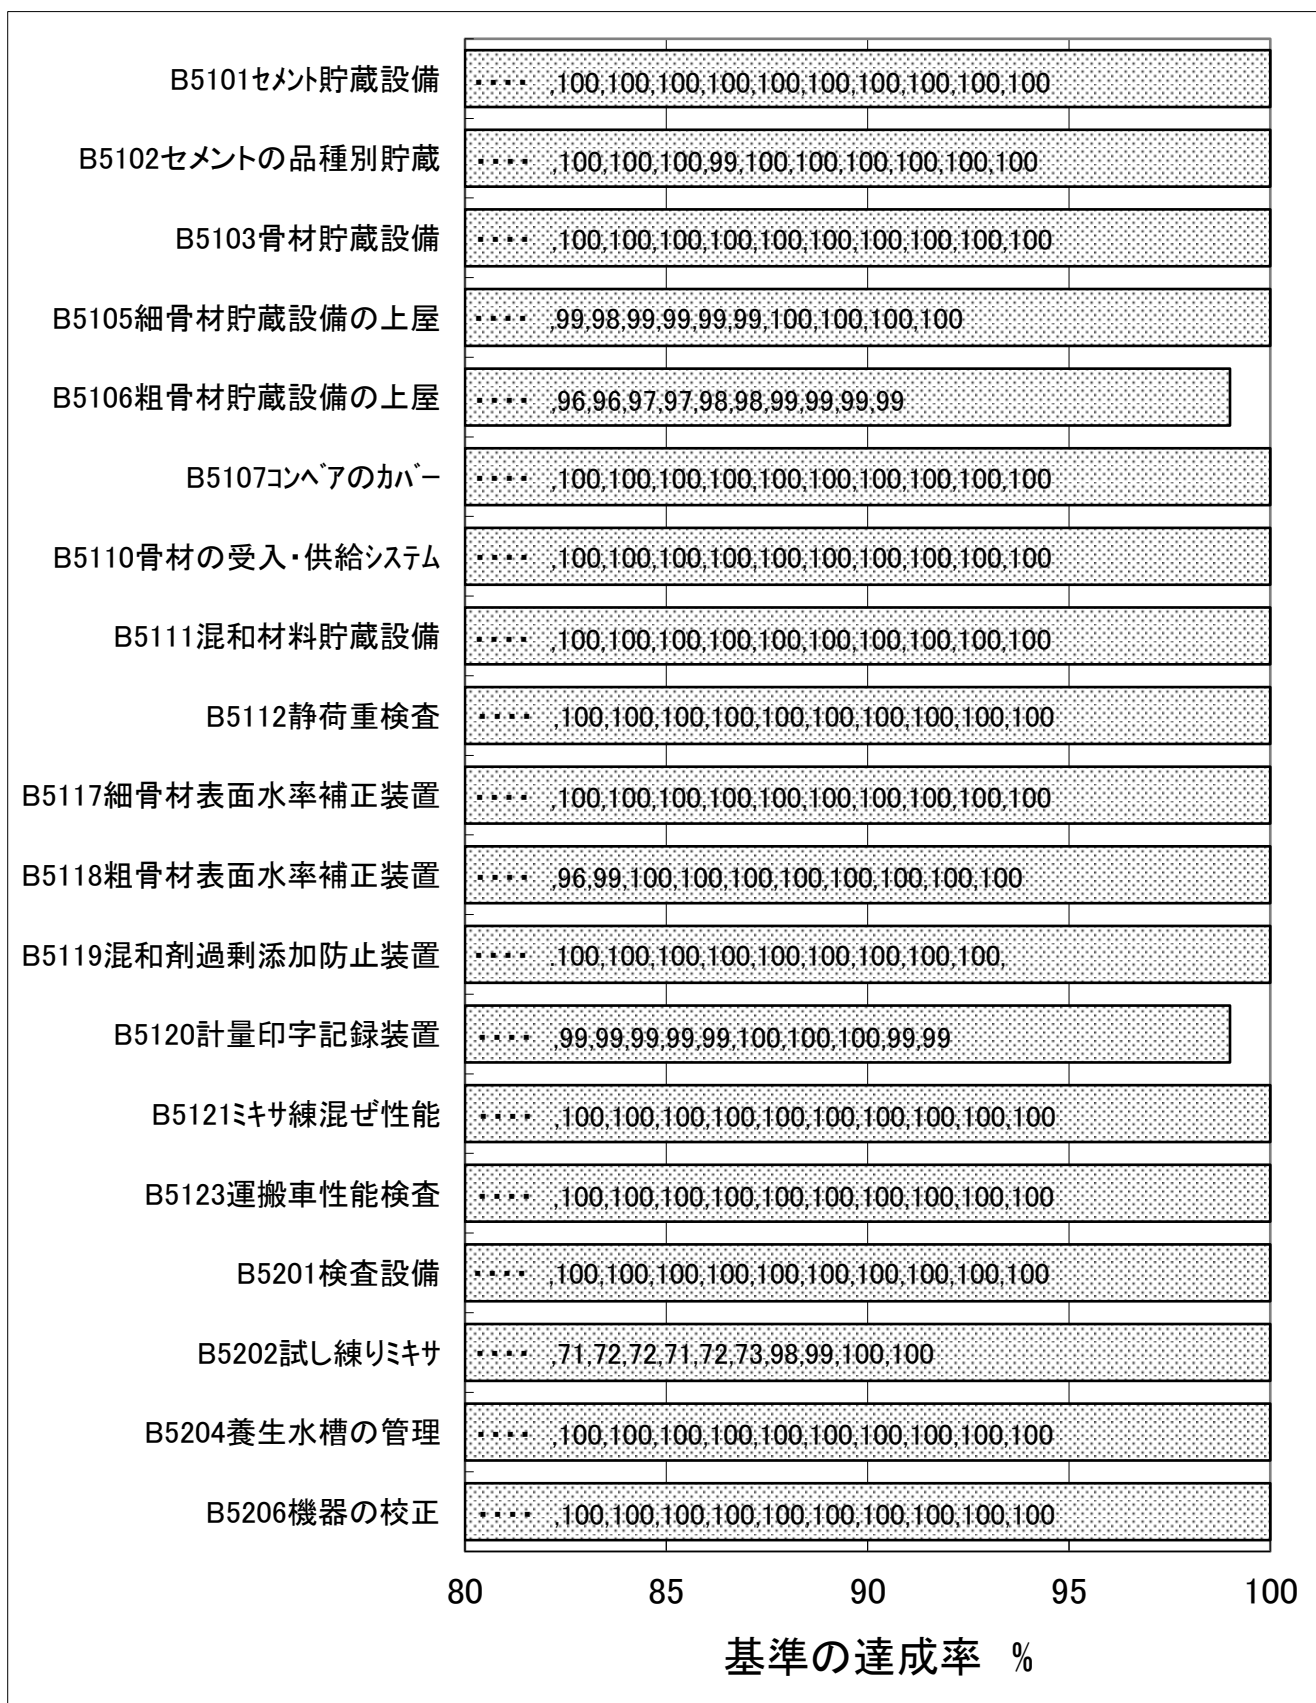 B5101ｾﾒﾝﾄ貯蔵設備 ････ ,100,100,100,100,100,100,100,100,100,100
B5102セメントの品種別貯蔵 ････ ,100,100,100,99,100,100,100,100,100,100
B5103骨材貯蔵設備 ････ ,100,100,100,100,100,100,100,100,100,100
B5105細骨材貯蔵設備の上屋 ････ ,99,98,99,99,99,99,100,100,100,100
B5106粗骨材貯蔵設備の上屋 ････ ,96,96,97,97,98,98,99,99,99,99
B5107ｺﾝﾍﾞｱのｶﾊﾞｰ ････ ,100,100,100,100,100,100,100,100,100,100
B5110骨材の受入・供給ｼｽﾃﾑ ････ ,100,100,100,100,100,100,100,100,100,100
B5111混和材料貯蔵設備 ････ ,100,100,100,100,100,100,100,100,100,100
B5112静荷重検査 ････ ,100,100,100,100,100,100,100,100,100,100
B5117細骨材表面水率補正装置 ････ ,100,100,100,100,100,100,100,100,100,100
B5118粗骨材表面水率補正装置 ････ ,96,99,100,100,100,100,100,100,100,100
B5119混和剤過剰添加防止装置 ････ .100,100,100,100,100,100,100,100,100,
B5120計量印字記録装置 ････ ,99,99,99,99,99,100,100,100,99,99
B5121ﾐｷｻ練混ぜ性能 ････ ,100,100,100,100,100,100,100,100,100,100
B5123運搬車性能検査 ････ ,100,100,100,100,100,100,100,100,100,100
B5201検査設備 ････ ,100,100,100,100,100,100,100,100,100,100
B5202試し練りﾐｷｻ ････ ,71,72,72,71,72,73,98,99,100,100
B5204養生水槽の管理 ････ ,100,100,100,100,100,100,100,100,100,100
B5206機器の校正 ････ ,100,100,100,100,100,100,100,100,100,100
80 85 90 95 100
基準の達成率 %